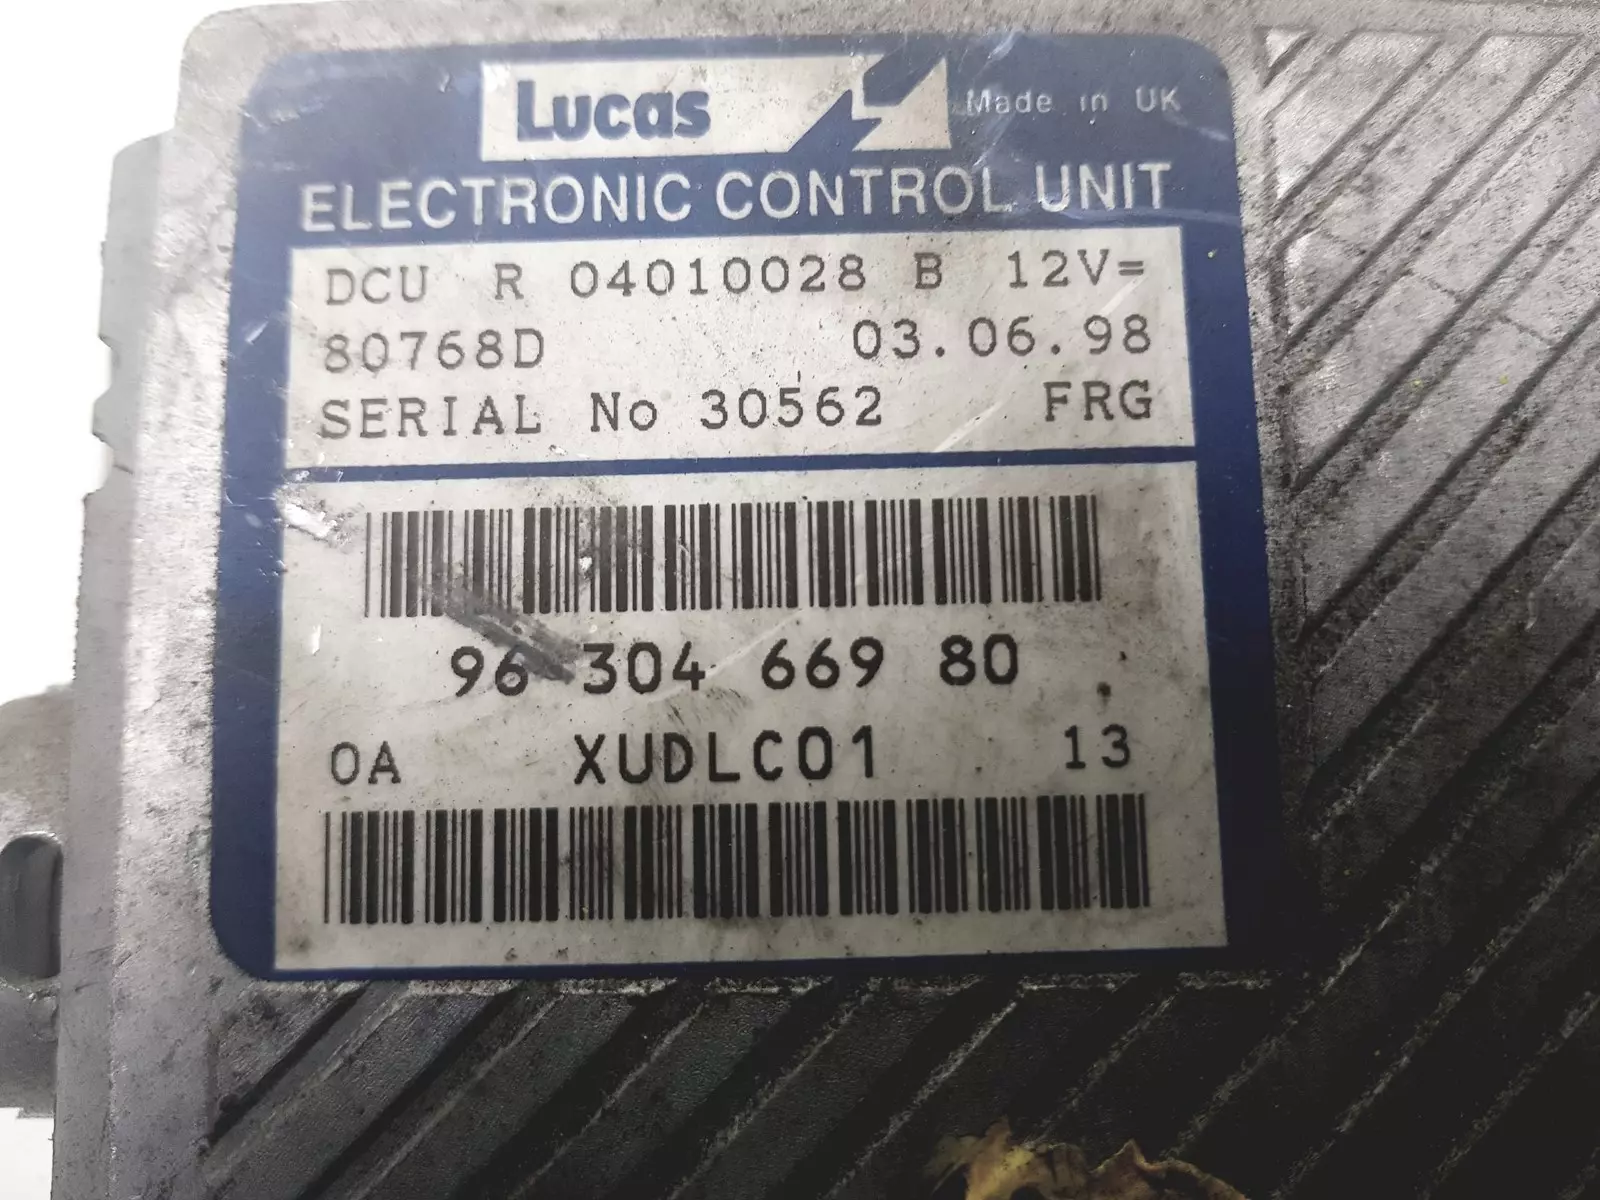 Lucas Made in UK
ELECTRONIC CONTROL UNIT
DCU R 04010028 B 12V=
80768D 03.06.98
SERIAL No 30562 FRG
96 304 669 80
0A XUDLC01 13